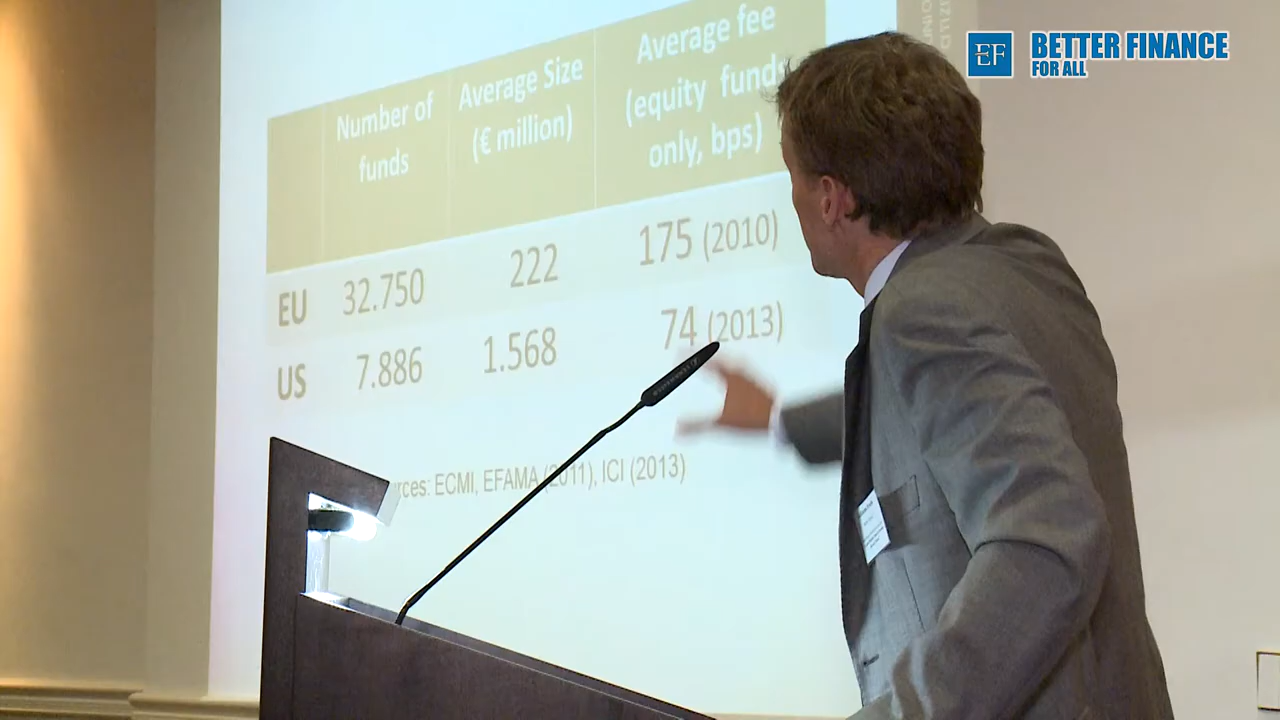 EF BETTER FINANCE
FOR ALL
Number of
funds
Average Size
(€ million)
Average fee
(equity funds
only, bps)
EU 32.750 222 175 (2010)
US 7.886 1.568 74 (2013)
ECMI, EFAMA (2011), ICI (2013)